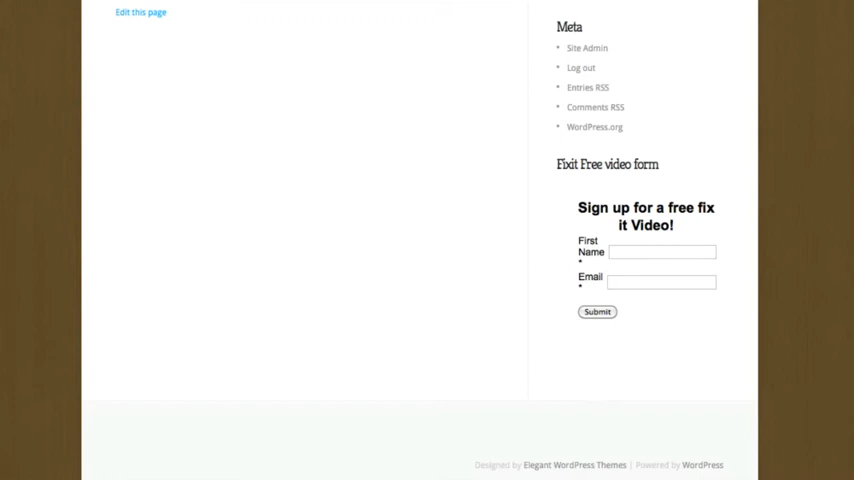 Edit this page
Meta
Site Admin
Log out
Entries RSS
Comments RSS
WordPress.org
Fixit Free video form
Sign up for a free fix
it Video!
First
Name
*
Email
*
Submit
Designed by Elegant WordPress Themes | Powered by WordPress